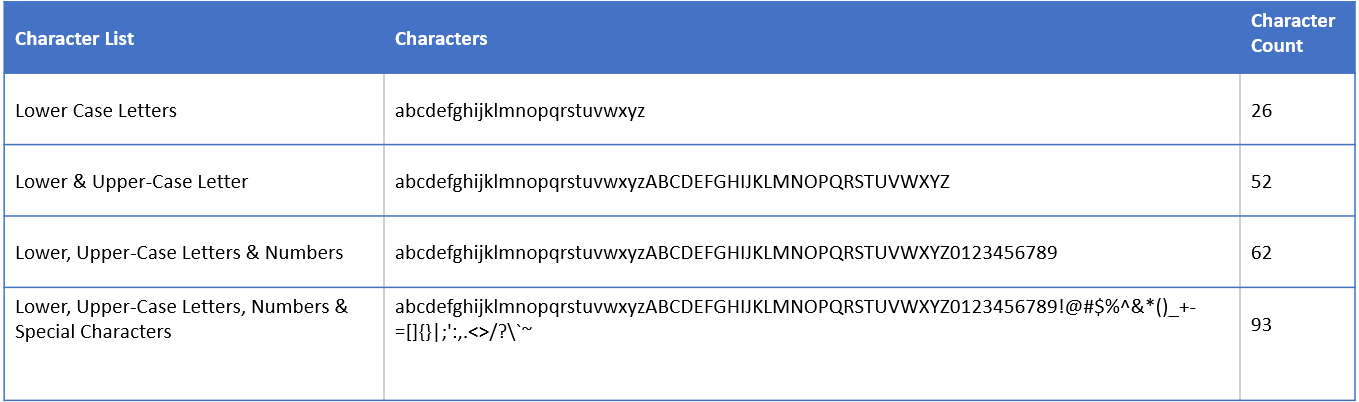 Character List
Characters
Character
Count
Lower Case Letters
abcdefghijklmnopqrstuvwxyz
26
Lower & Upper-Case Letter
abcdefghijklmnopqrstuvwxyzABCDEFGHIJKLMNOPQRSTUVWXYZ
52
Lower, Upper-Case Letters & Numbers
abcdefghijklmnopqrstuvwxyzABCDEFGHIJKLMNOPQRSTUVWXYZ0123456789
62
Lower, Upper-Case Letters, Numbers &
Special Characters
abcdefghijklmnopqrstuvwxyzABCDEFGHIJKLMNOPQRSTUVWXYZ0123456789!@#$%^&*()_+-
=[]{}|;':,.<>/?\`~
93